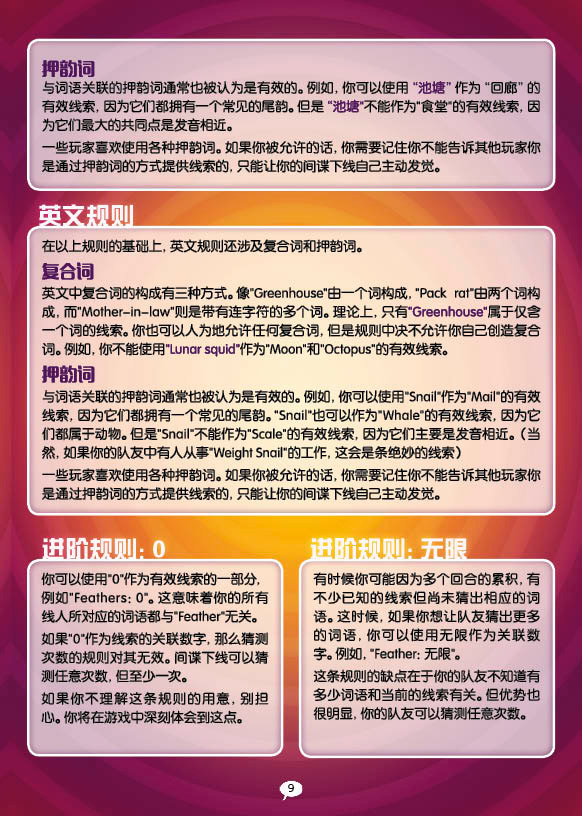 押韵词
与词语关联的押韵词通常也被认为是有效的。例如, 你可以使用 “池塘” 作为 “回廊” 的
有效线索, 因为它们都拥有一个常见的尾韵。但是 “池塘”不能作为“食堂”的有效线索, 因
为它们最大的共同点是发音相近。
一些玩家喜欢使用各种押韵词。如果你被允许的话, 你需要记住你不能告诉其他玩家你
是通过押韵词的方式提供线索的, 只能让你的间谍下线自己主动发觉。
英文规则
在以上规则的基础上, 英文规则还涉及复合词和押韵词。
复合词
英文中复合词的构成有三种方式。像"Greenhouse"由一个词构成, "Pack rat"由两个词构
成, 而"Mother-in-law"则是带有连字符的多个词。理论上, 只有"Greenhouse"属于仅含
一个词的线索。你也可以人为地允许任何复合词, 但是规则中决不允许你自己创造复合
词。例如, 你不能使用"Lunar squid"作为"Moon"和"Octopus"的有效线索。
押韵词
与词语关联的押韵词通常也被认为是有效的。例如, 你可以使用"Snail"作为"Mail"的有效
线索, 因为它们都拥有一个常见的尾韵。"Snail"也可以作为"Whale"的有效线索, 因为它
们都属于动物。但是"Snail"不能作为"Scale"的有效线索, 因为它们主要是发音相近。(当
然, 如果你的队友中有人从事"Weight Snail"的工作, 这会是条绝妙的线索)
一些玩家喜欢使用各种押韵词。如果你被允许的话, 你需要记住你不能告诉其他玩家你
是通过押韵词的方式提供线索的, 只能让你的间谍下线自己主动发觉。
进阶规则: 0
你可以使用"0"作为有效线索的一部分,
例如"Feathers: 0"。这意味着你的所有
线人所对应的词语都与"Feather"无关。
如果"0"作为线索的关联数字, 那么猜测
次数的规则对其无效。间谍下线可以猜
测任意次数, 但至少一次。
如果你不理解这条规则的用意, 别担
心。你将在游戏中深刻体会到这点。
进阶规则: 无限
有时候你可能因为多个回合的累积, 有
不少已知的线索但尚未猜出相应的词
语。这时候, 如果你想让队友猜出更多
的词语, 你可以使用无限作为关联数
字。例如, "Feather: 无限"。
这条规则的缺点在于你的队友不知道有
多少词语和当前的线索有关。但优势也
很明显, 你的队友可以猜测任意次数。
9